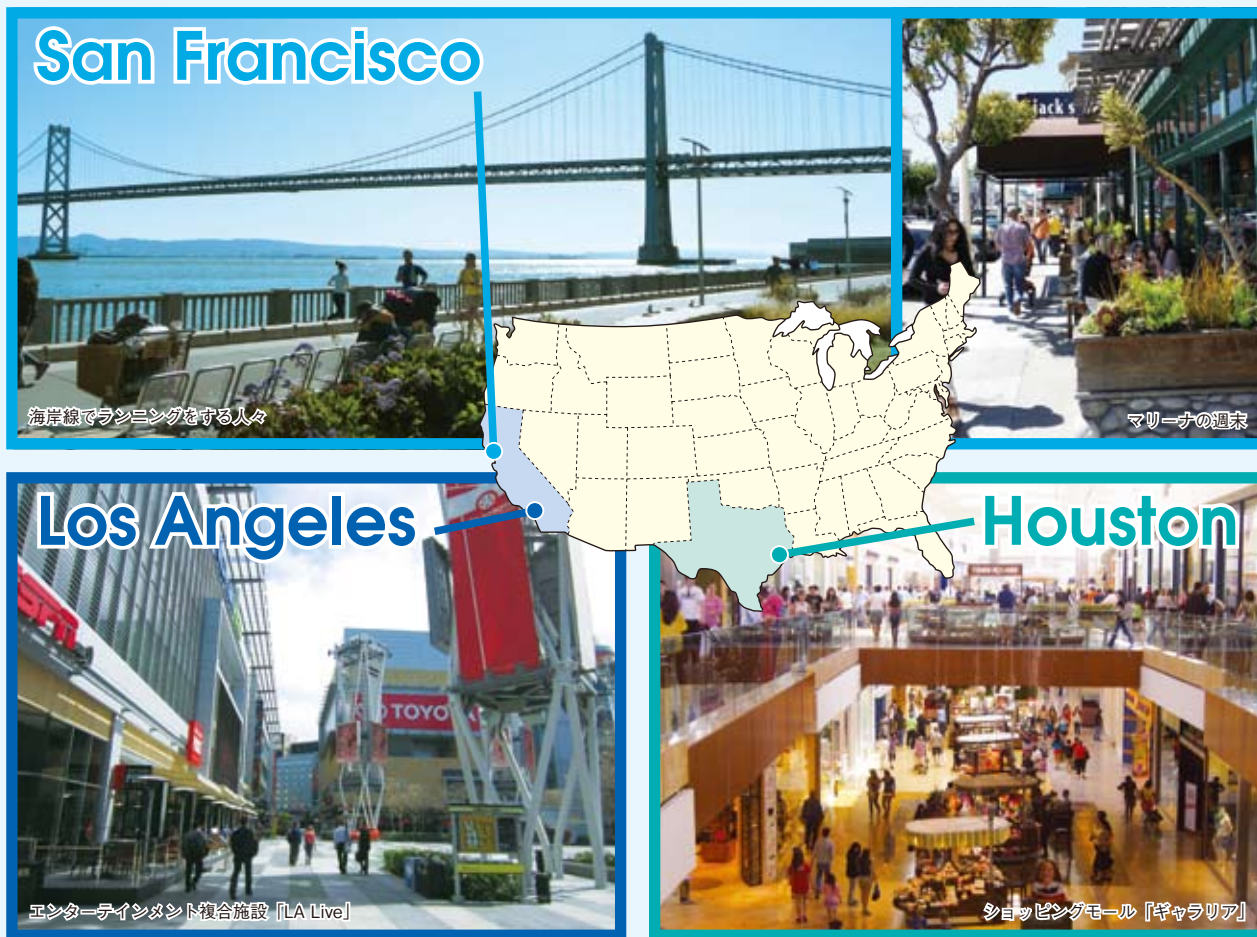 San Francisco
jack s
海岸線でランニングをする人々
マリーナの週末
Los Angeles
Houston
TOYO
エンターテインメント複合施設「LA Live」
ショッピングモール「ギャラリア」